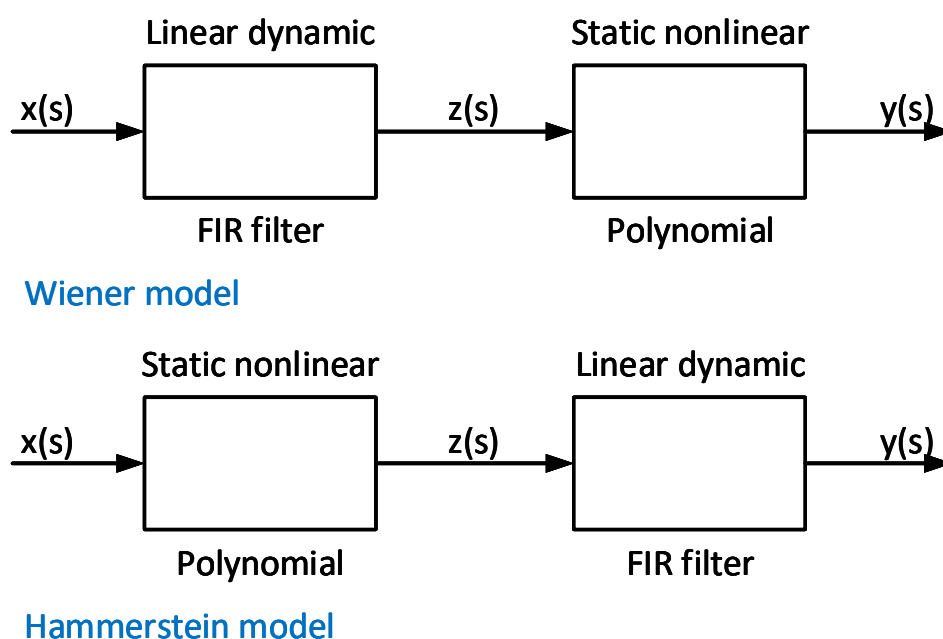 Linear dynamic
Static nonlinear
x(s)
z(s)
y(s)
FIR filter
Polynomial
Wiener model
Static nonlinear
Linear dynamic
x(s)
z(s)
y(s)
Polynomial
FIR filter
Hammerstein model